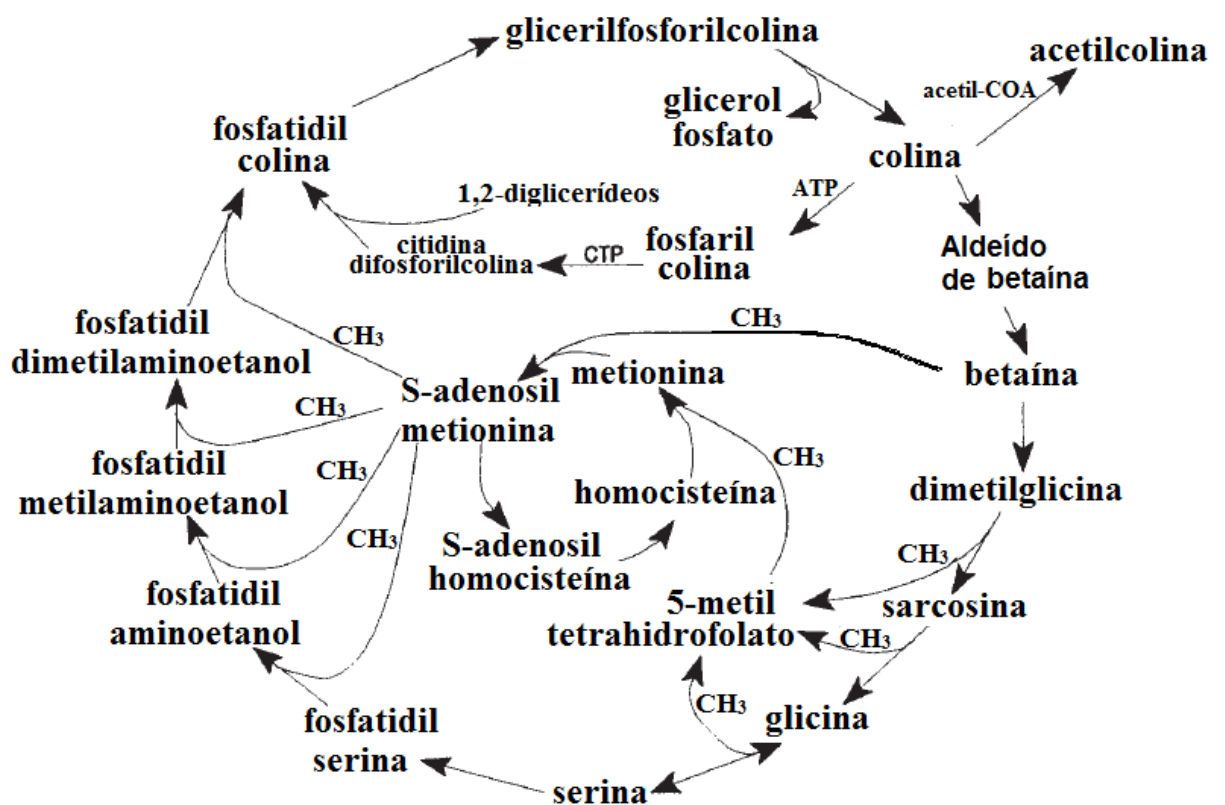 glicerilfosforilcolina
acetilcolina
acetil-COA
glicerol
fosfato
fosfatidil
colina
colina
ATP
1,2-diglicerídeos
citidina
difosforilcolina
CTP
fosfaril
colina
Aldeído
de betaína
CH3
fosfatidil
dimetilaminoetanol
CH3
metionina
betaína
S-adenosil
metionina
CH3
fosfatidil
metilaminoetanol
CH3
CH3
homocisteína
dimetilglicina
CH3
S-adenosil
homocisteína
CH3
fosfatidil
aminoetanol
5-metil
tetrahidrofolato
sarcosina
CH3
CH3
glicina
fosfatidil
serina
serina